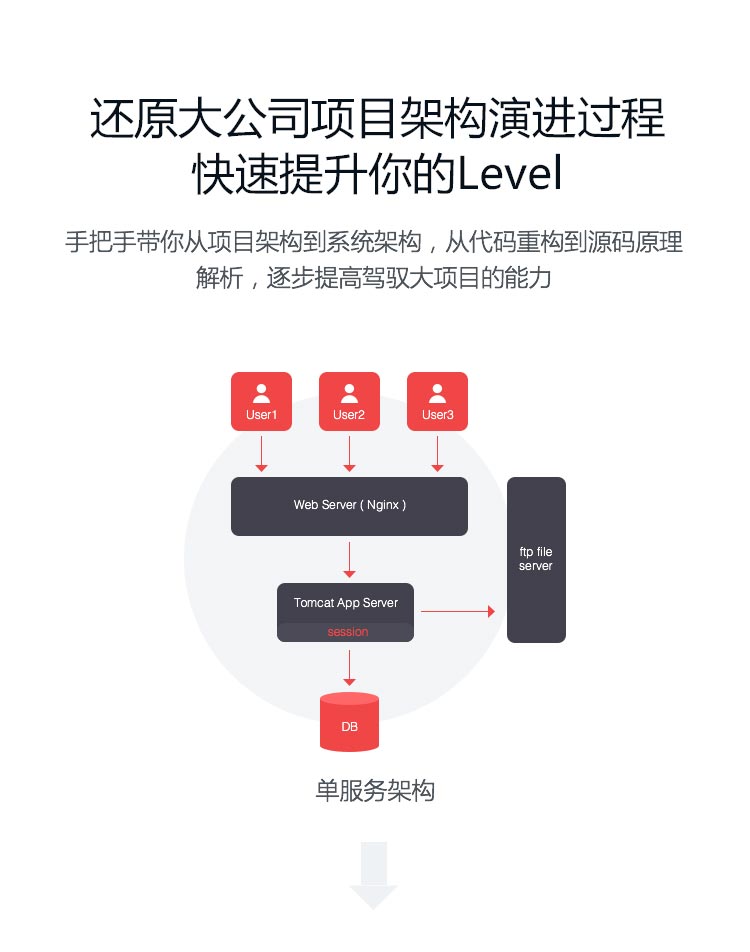 还原大公司项目架构演进过程
快速提升你的Level
手把手带你从项目架构到系统架构，从代码重构到源码原理
解析，逐步提高驾驭大项目的能力
User1
User2
User3
Web Server ( Nginx )
ftp file
server
Tomcat App Server
session
DB
单服务架构